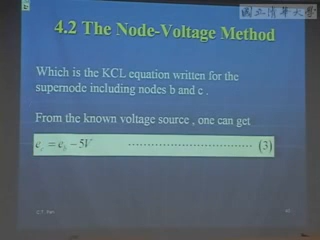 國立清華大學
4.2 The Node-Voltage Method
Which is the KCL equation written for the
supernode including nodes b and c .
From the known voltage source , one can get
e_c = e_b - 5V ................................ (3)
C.T. Pan